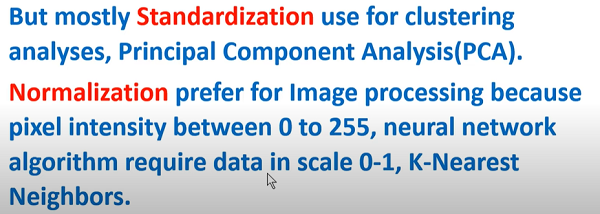 But mostly Standardization use for clustering
analyses, Principal Component Analysis(PCA).
Normalization prefer for Image processing because
pixel intensity between 0 to 255, neural network
algorithm require data in scale 0-1, K-Nearest
Neighbors.